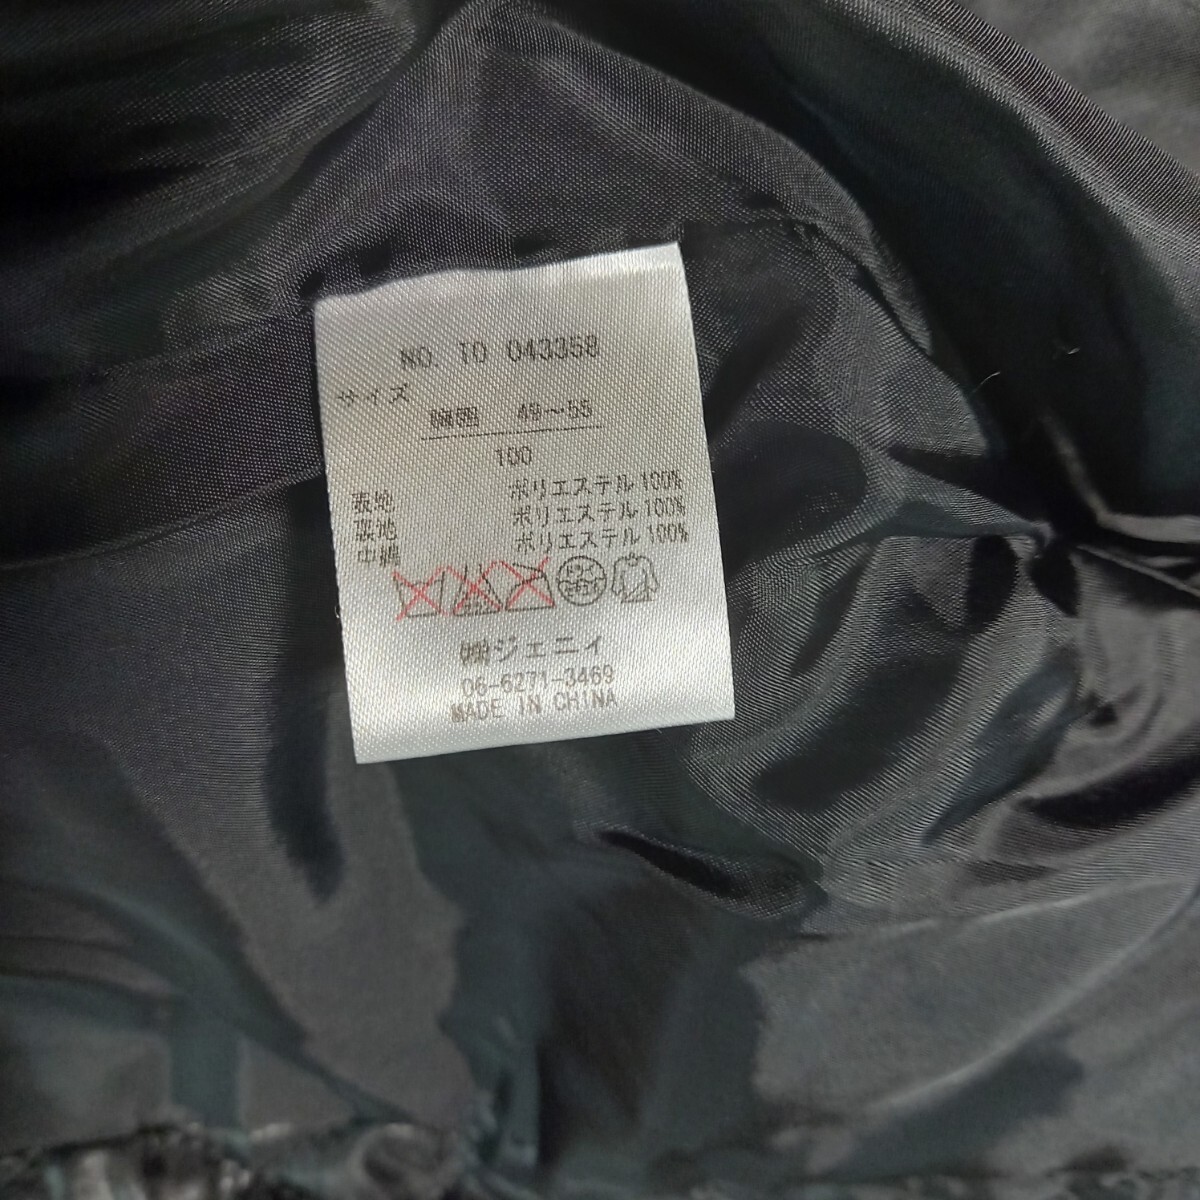 NO. TO 043358
サイズ
胸囲 49～55
100
表地 ポリエステル 100%
裏地 ポリエステル 100%
中綿 ポリエステル 100%
㈱ジェニイ
06-6271-3469
MADE IN CHINA